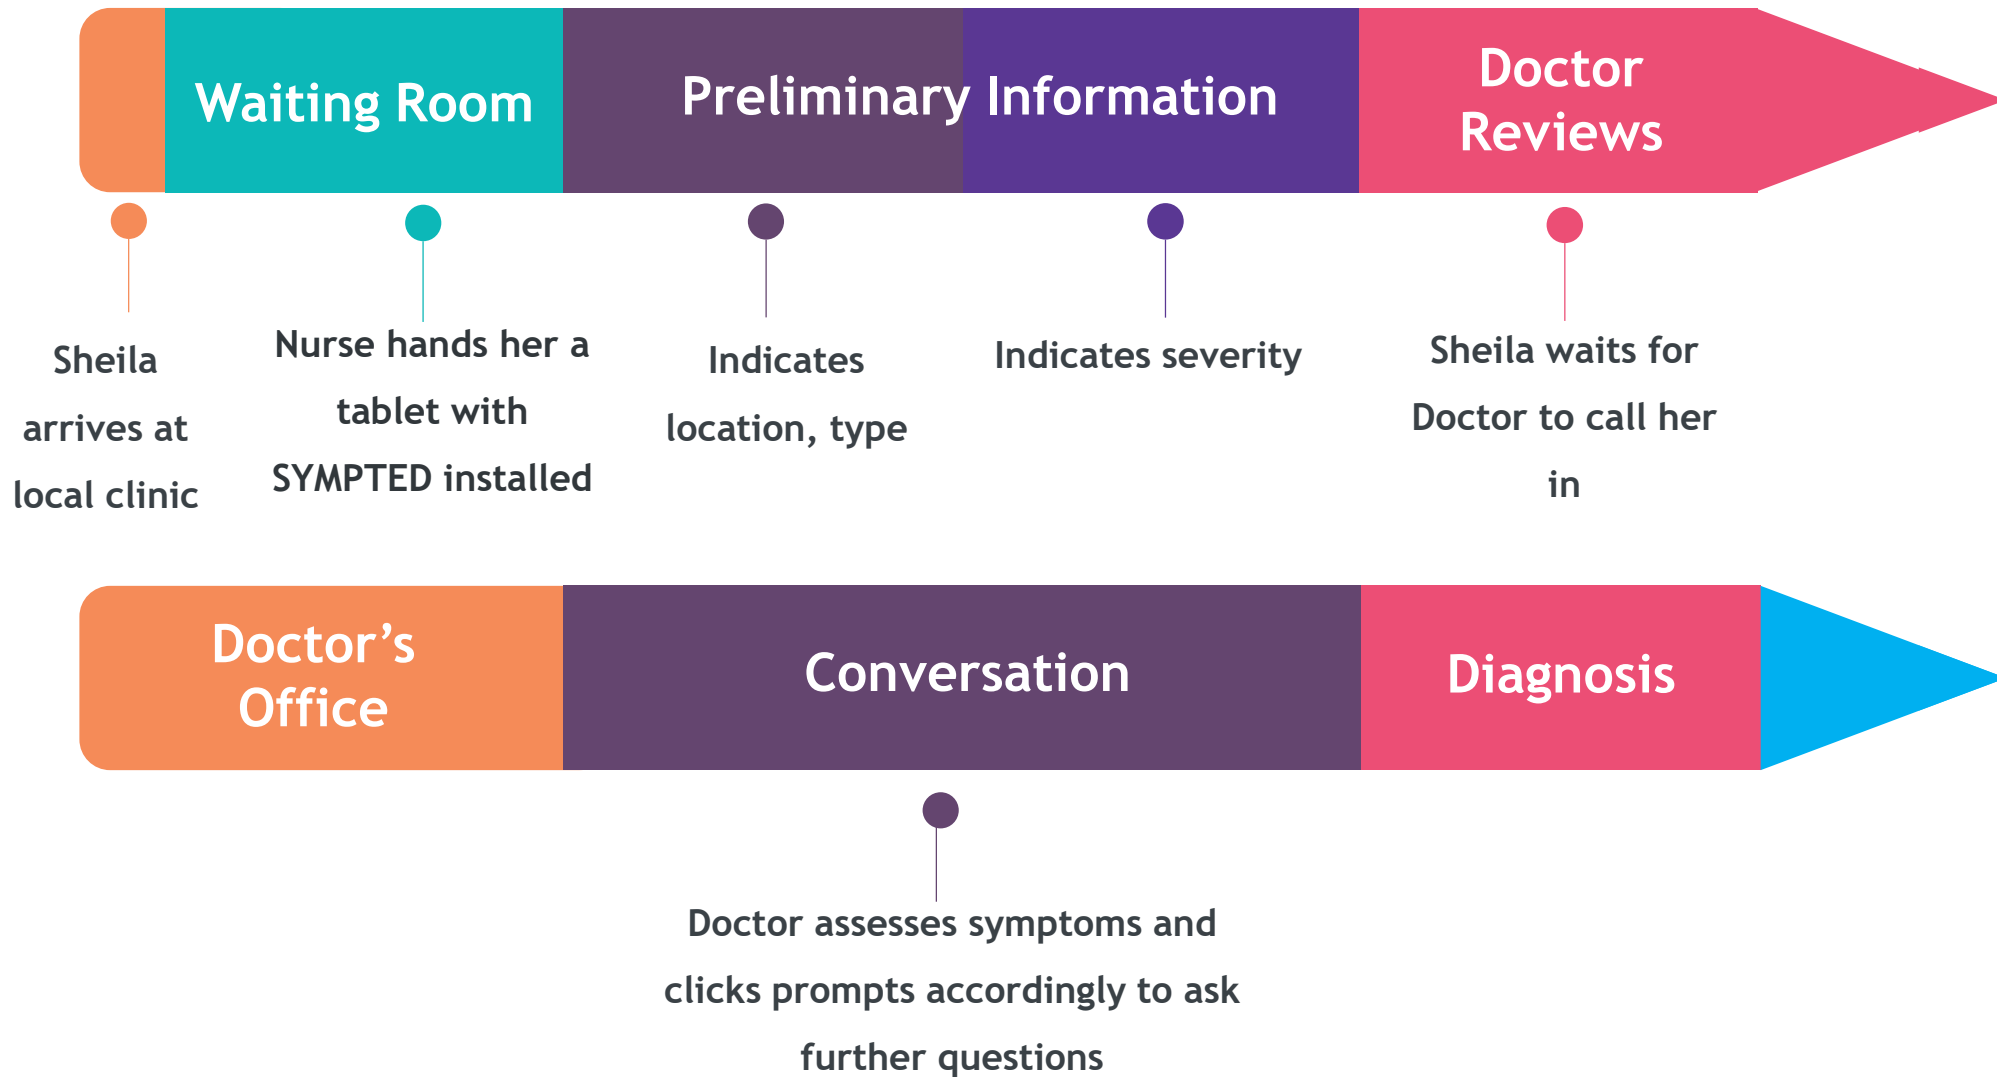 Waiting Room
Preliminary Information
Doctor
Reviews
Sheila
arrives at
local clinic
Nurse hands her a
tablet with
SYMPTED installed
Indicates
location, type
Indicates severity
Sheila waits for
Doctor to call her
in
Doctor’s
Office
Conversation
Diagnosis
Doctor assesses symptoms and
clicks prompts accordingly to ask
further questions